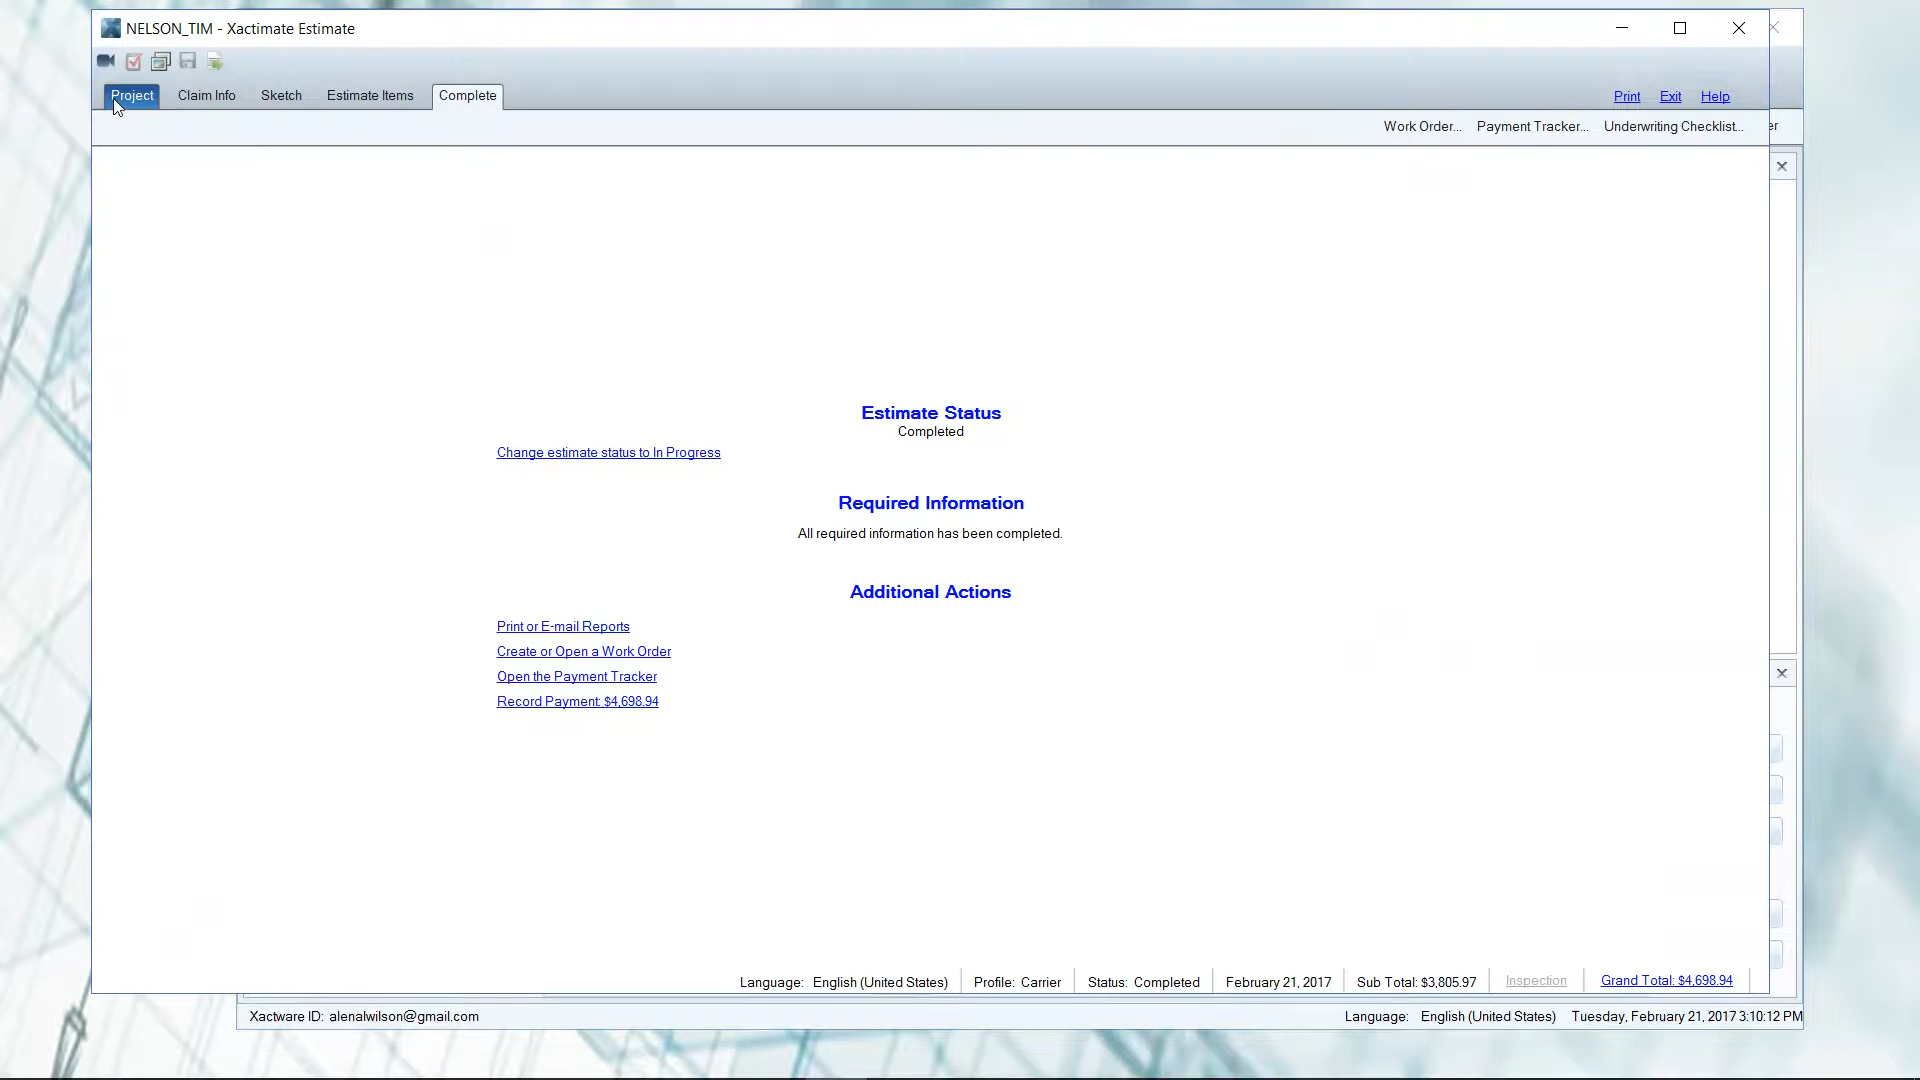 NELSON_TIM - Xactimate Estimate
Project Claim Info Sketch Estimate Items Complete
Print Exit Help
Work Order... Payment Tracker... Underwriting Checklist...
Estimate Status
Completed
Change estimate status to In Progress
Required Information
All required information has been completed.
Additional Actions
Print or E-mail Reports
Create or Open a Work Order
Open the Payment Tracker
Record Payment: $4,698.94
Language: English (United States) Profile: Carrier Status: Completed February 21, 2017 Sub Total: $3,805.97 Inspection Grand Total: $4,698.94
Xactware ID: alenalwilson@gmail.com Language: English (United States) Tuesday, February 21, 2017 3:10:12 PM